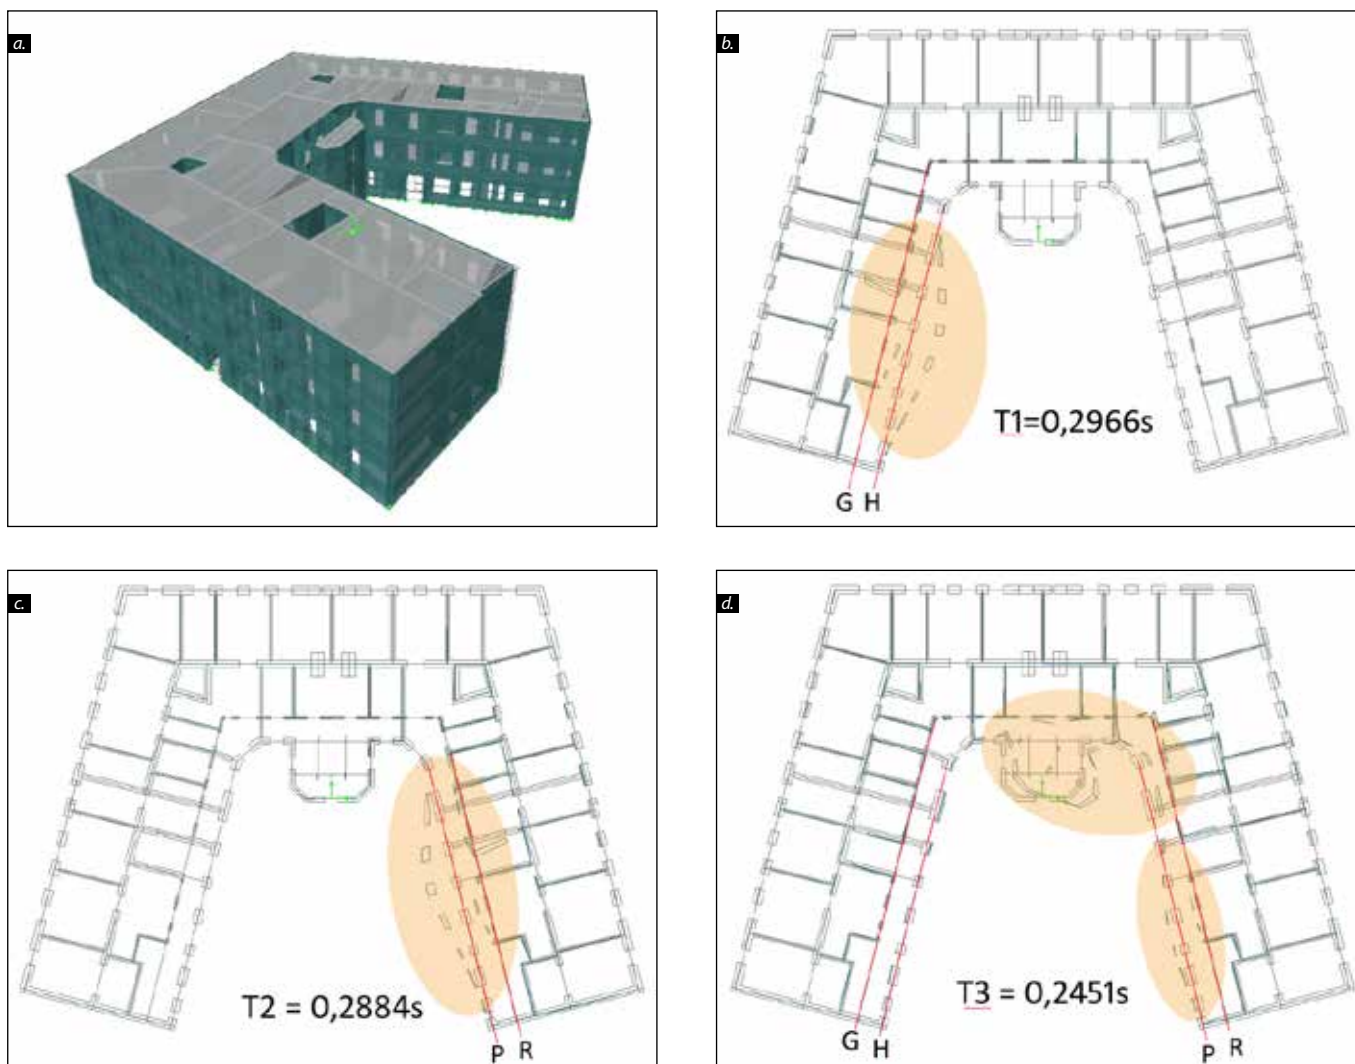 a.
b.
T1=0,2966s
G H
c.
T2 = 0,2884s
P R
d.
T3 = 0,2451s
G H
P R